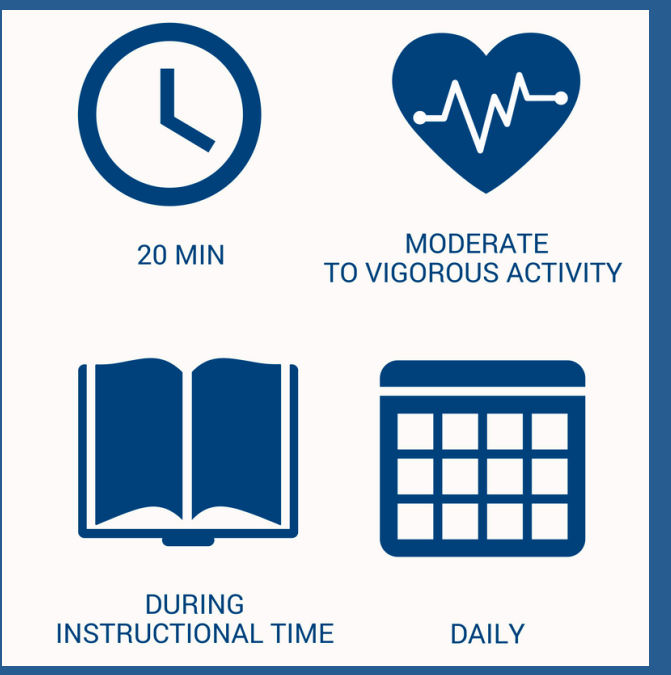 20 MIN
MODERATE
TO VIGOROUS ACTIVITY
DURING
INSTRUCTIONAL TIME
DAILY